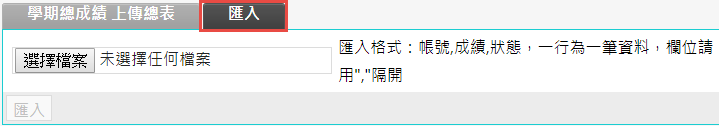 學期總成績 上傳總表 匯入
選擇檔案 未選擇任何檔案 匯入格式：帳號,成績,狀態，一行為一筆資料，欄位請
用","隔開
匯入